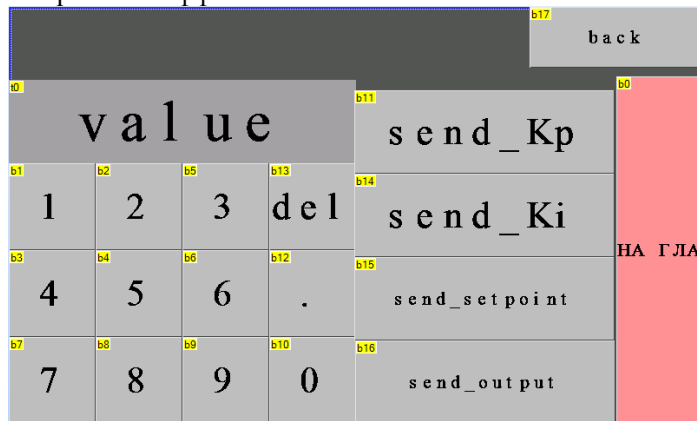 b17
back
t0
value
b11
send_Kp
b0
b1
1
b2
2
b5
3
b13
del
b14
send_Ki
НА ГЛА
b3
4
b4
5
b6
6
b12
.
b15
send_setpoint
b7
7
b8
8
b9
9
b10
0
b16
send_output